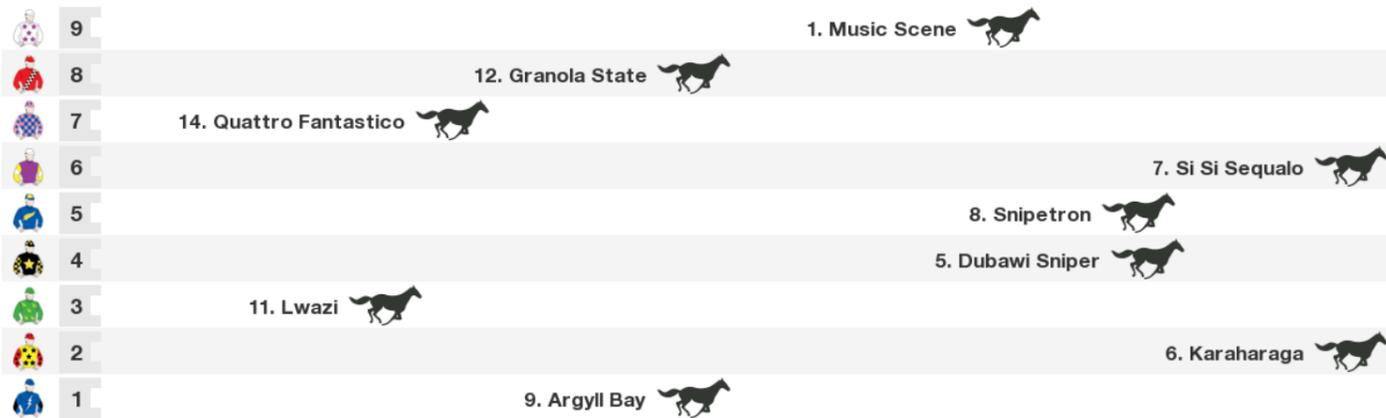 9 1. Music Scene
8 12. Granola State
7 14. Quattro Fantastico
6 7. Si Si Sequalo
5 8. Snipetron
4 5. Dubawi Sniper
3 11. Lwazi
2 6. Karaharaga
1 9. Argyll Bay